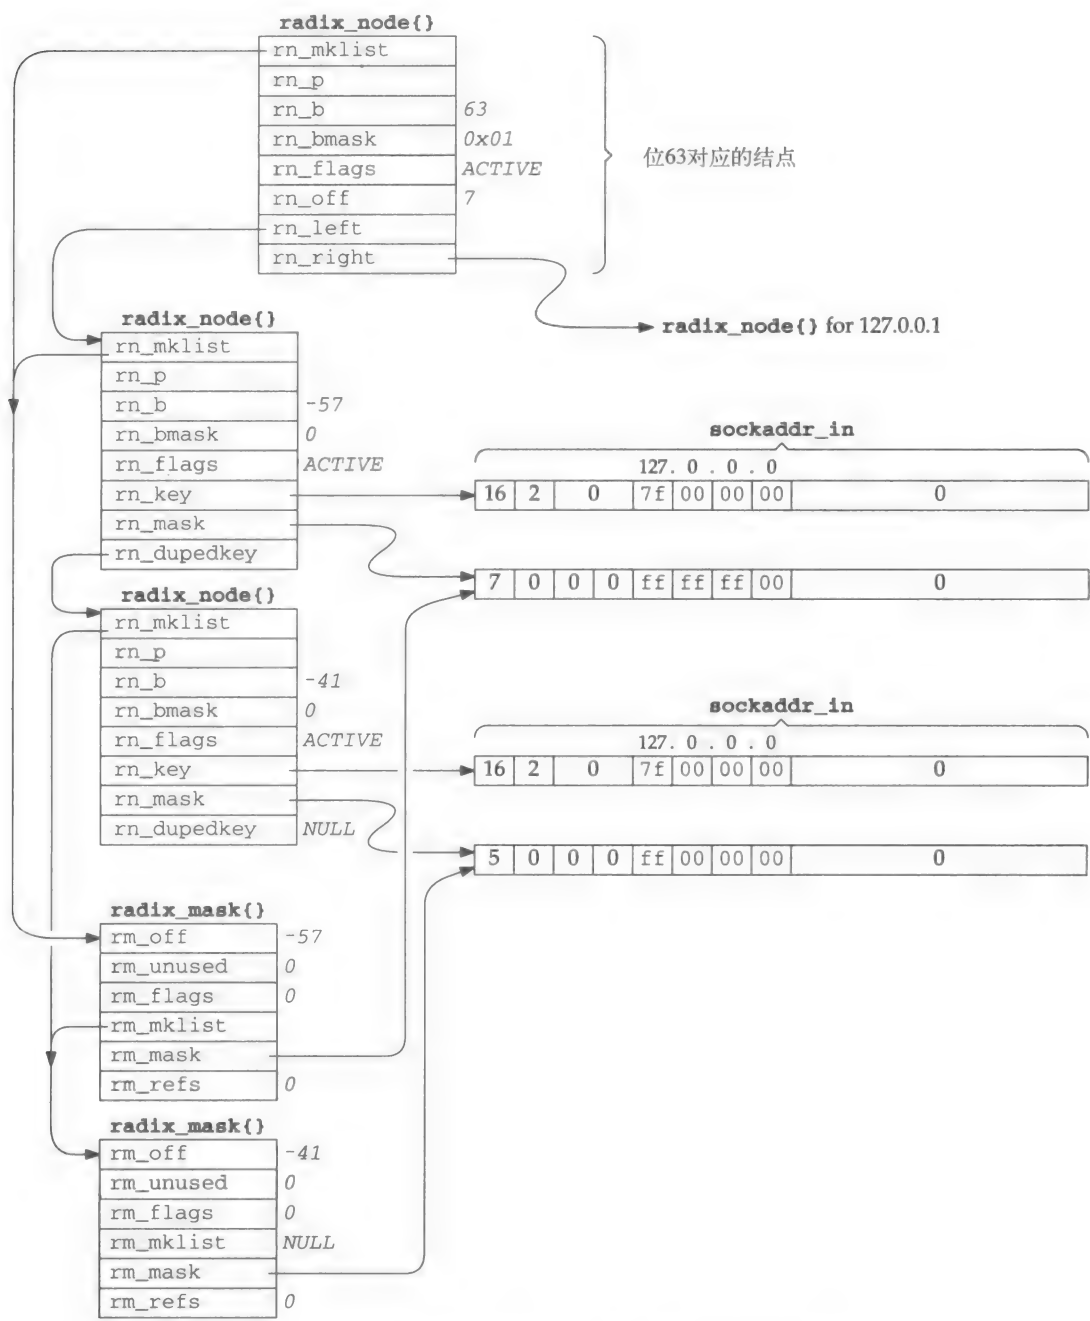 radix_node{}
rn_mklist
rn_p
rn_b 63
rn_bmask 0x01
rn_flags ACTIVE
rn_off 7
rn_left
rn_right
位63对应的结点
radix_node{} for 127.0.0.1
radix_node{}
rn_mklist
rn_p
rn_b -57
rn_bmask 0
rn_flags ACTIVE
rn_key
rn_mask
rn_dupedkey
sockaddr_in
127. 0 . 0 . 0
16 2 0 7f 00 00 00 0
7 0 0 0 ff ff ff 00 0
radix_node{}
rn_mklist
rn_p
rn_b -41
rn_bmask 0
rn_flags ACTIVE
rn_key
rn_mask
rn_dupedkey NULL
sockaddr_in
127. 0 . 0 . 0
16 2 0 7f 00 00 00 0
5 0 0 0 ff 00 00 00 0
radix_mask{}
rm_off -57
rm_unused 0
rm_flags 0
rm_mklist
rm_mask
rm_refs 0
radix_mask{}
rm_off -41
rm_unused 0
rm_flags 0
rm_mklist NULL
rm_mask
rm_refs 0